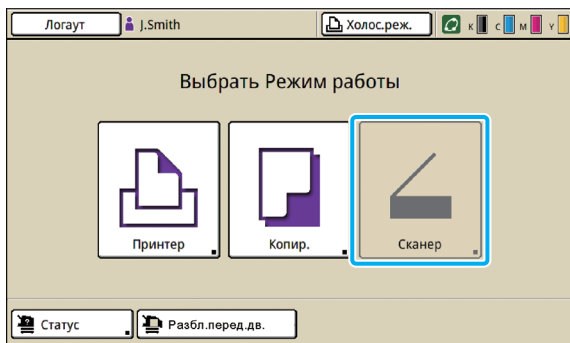 Логаут J.Smith Холос.реж. K C M Y
Выбрать Режим работы
Принтер Копир. Сканер
Статус Разбл.перед.дв.